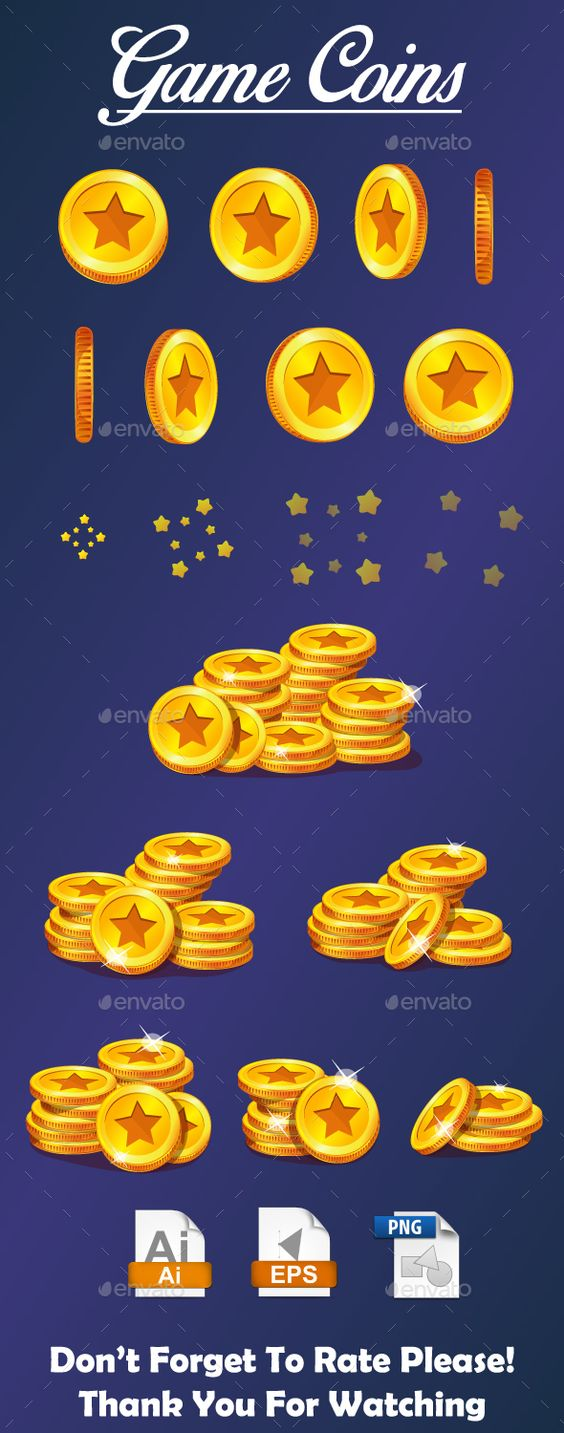 Game Coins
envato envato
envato envato
envato envato
envato envato
Ai
Ai
EPS
PNG
envato envato
Don't Forget To Rate Please!
Thank You For Watching